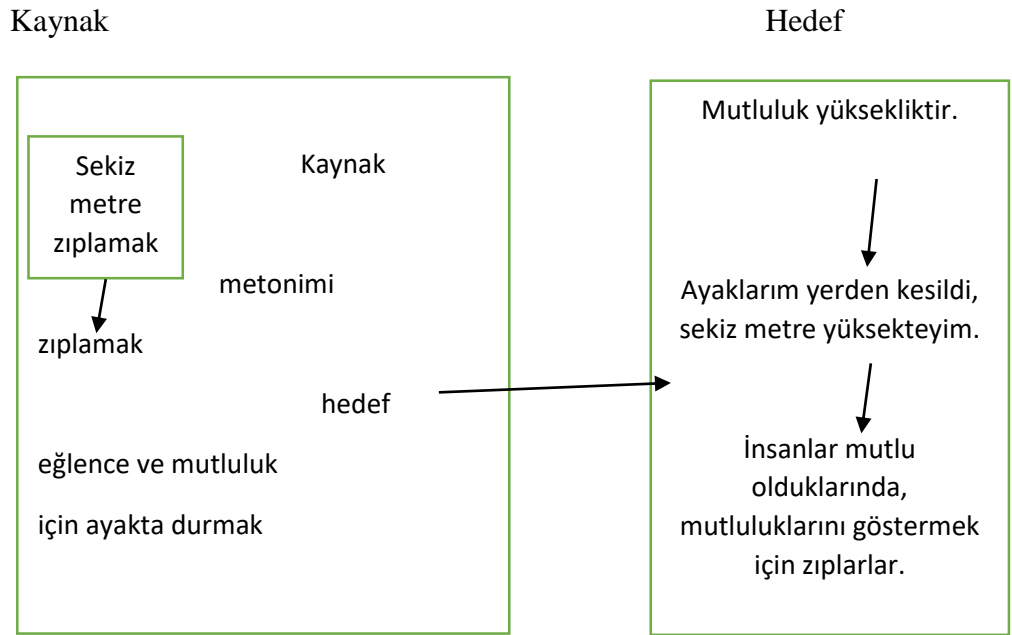 Kaynak
Hedef
Sekiz
metre
zıplamak
Kaynak
metonimi
zıplamak
hedef
eğlence ve mutluluk
için ayakta durmak
Mutluluk yüksekliktir.
Ayaklarım yerden kesildi,
sekiz metre yüksekteyim.
İnsanlar mutlu
olduklarında,
mutluluklarını göstermek
için zıplarlar.